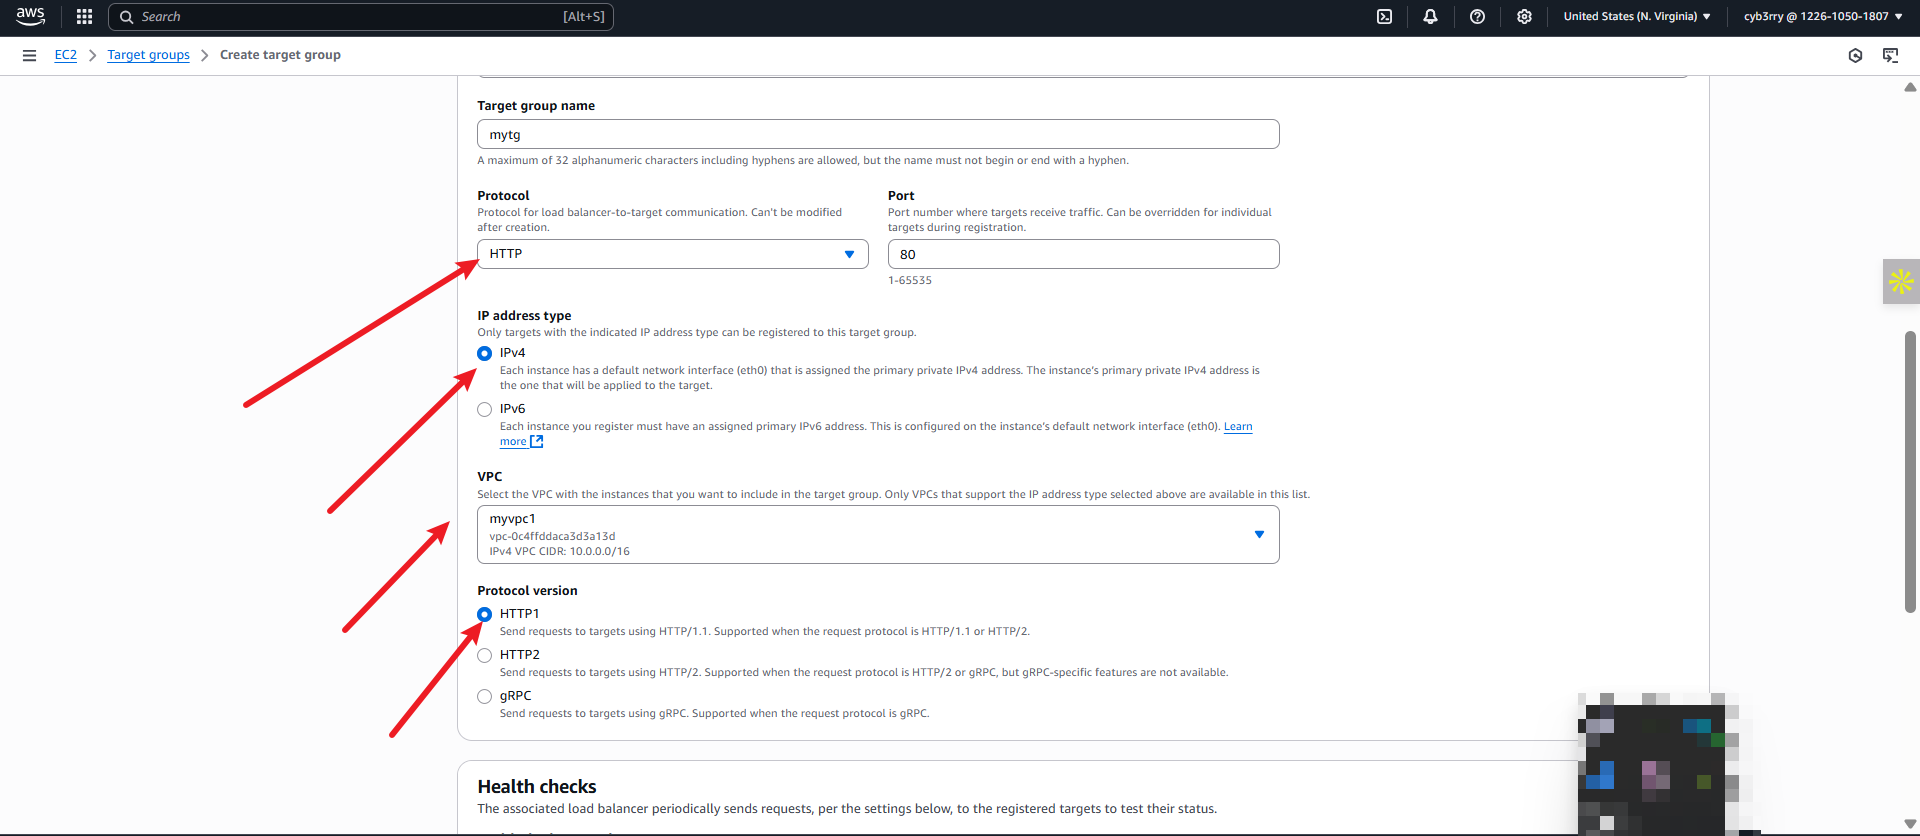 aws
Search [Alt+S]
United States (N. Virginia)
cyb3rry @ 1226-1050-1807
EC2
Target groups
Create target group
Target group name
mytg
A maximum of 32 alphanumeric characters including hyphens are allowed, but the name must not begin or end with a hyphen.
Protocol
Protocol for load balancer-to-target communication. Can't be modified
after creation.
HTTP
Port
Port number where targets receive traffic. Can be overridden for individual
targets during registration.
80
1-65535
IP address type
Only targets with the indicated IP address type can be registered to this target group.
IPv4
Each instance has a default network interface (eth0) that is assigned the primary private IPv4 address. The instance's primary private IPv4 address is
the one that will be applied to the target.
IPv6
Each instance you register must have an assigned primary IPv6 address. This is configured on the instance's default network interface (eth0). Learn
more
VPC
Select the VPC with the instances that you want to include in the target group. Only VPCs that support the IP address type selected above are available in this list.
myvpc1
vpc-0c4ffddaca3d3a13d
IPv4 VPC CIDR: 10.0.0.0/16
Protocol version
HTTP1
Send requests to targets using HTTP/1.1. Supported when the request protocol is HTTP/1.1 or HTTP/2.
HTTP2
Send requests to targets using HTTP/2. Supported when the request protocol is HTTP/2 or gRPC, but gRPC-specific features are not available.
gRPC
Send requests to targets using gRPC. Supported when the request protocol is gRPC.
Health checks
The associated load balancer periodically sends requests, per the settings below, to the registered targets to test their status.